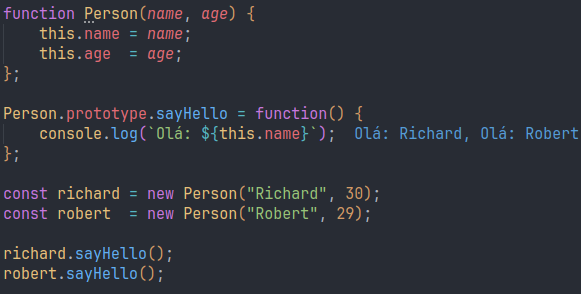 function Person(name, age) {
    this.name = name;
    this.age  = age;
};

Person.prototype.sayHello = function() {
    console.log(`Olá: ${this.name}`);  Olá: Richard, Olá: Robert
};

const richard = new Person("Richard", 30);
const robert  = new Person("Robert", 29);

richard.sayHello();
robert.sayHello();